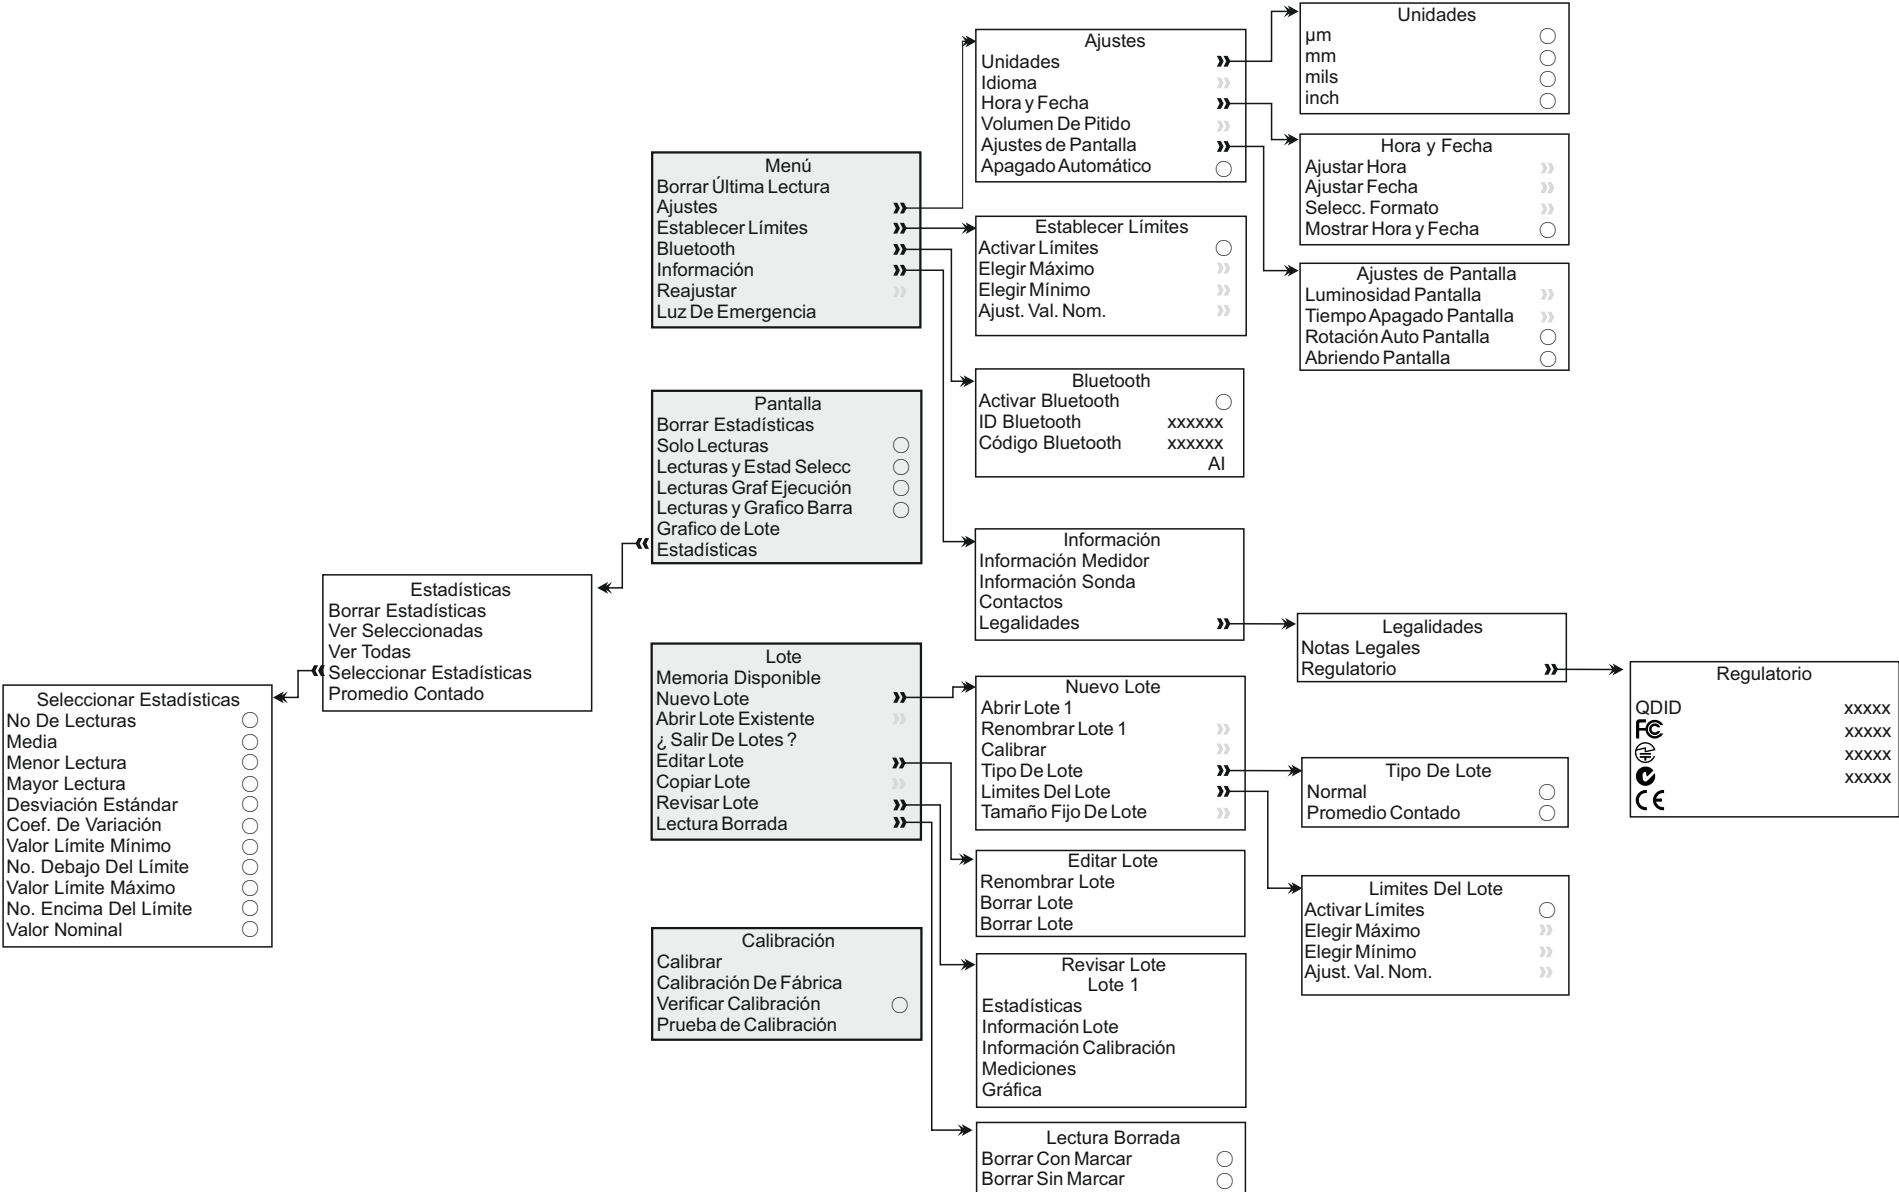 Menú
Borrar Última Lectura
Ajustes
Establecer Límites
Bluetooth
Información
Reajustar
Luz De Emergencia
Ajustes
Unidades
Idioma
Hora y Fecha
Volumen De Pitido
Ajustes de Pantalla
Apagado Automático
Unidades
µm
mm
mils
inch
Hora y Fecha
Ajustar Hora
Ajustar Fecha
Selecc. Formato
Mostrar Hora y Fecha
Ajustes de Pantalla
Luminosidad Pantalla
Tiempo Apagado Pantalla
Rotación Auto Pantalla
Abriendo Pantalla
Establecer Límites
Activar Límites
Elegir Máximo
Elegir Mínimo
Ajust. Val. Nom.
Bluetooth
Activar Bluetooth
ID Bluetooth xxxxxx
Código Bluetooth xxxxxx
AI
Información
Información Medidor
Información Sonda
Contactos
Legalidades
Legalidades
Notas Legales
Regulatorio
Regulatorio
QDID xxxxx
FC xxxxx
xxxxx
xxxxx
CE
Pantalla
Borrar Estadísticas
Solo Lecturas
Lecturas y Estad Selecc
Lecturas Graf Ejecución
Lecturas y Grafico Barra
Grafico de Lote
Estadísticas
Estadísticas
Borrar Estadísticas
Ver Seleccionadas
Ver Todas
Seleccionar Estadísticas
Promedio Contado
Seleccionar Estadísticas
No De Lecturas
Media
Menor Lectura
Mayor Lectura
Desviación Estándar
Coef. De Variación
Valor Límite Mínimo
No. Debajo Del Límite
Valor Límite Máximo
No. Encima Del Límite
Valor Nominal
Lote
Memoria Disponible
Nuevo Lote
Abrir Lote Existente
¿ Salir De Lotes ?
Editar Lote
Copiar Lote
Revisar Lote
Lectura Borrada
Nuevo Lote
Abrir Lote 1
Renombrar Lote 1
Calibrar
Tipo De Lote
Limites Del Lote
Tamaño Fijo De Lote
Tipo De Lote
Normal
Promedio Contado
Limites Del Lote
Activar Límites
Elegir Máximo
Elegir Mínimo
Ajust. Val. Nom.
Editar Lote
Renombrar Lote
Borrar Lote
Borrar Lote
Revisar Lote
Lote 1
Estadísticas
Información Lote
Información Calibración
Mediciones
Gráfica
Lectura Borrada
Borrar Con Marcar
Borrar Sin Marcar
Calibración
Calibrar
Calibración De Fábrica
Verificar Calibración
Prueba de Calibración